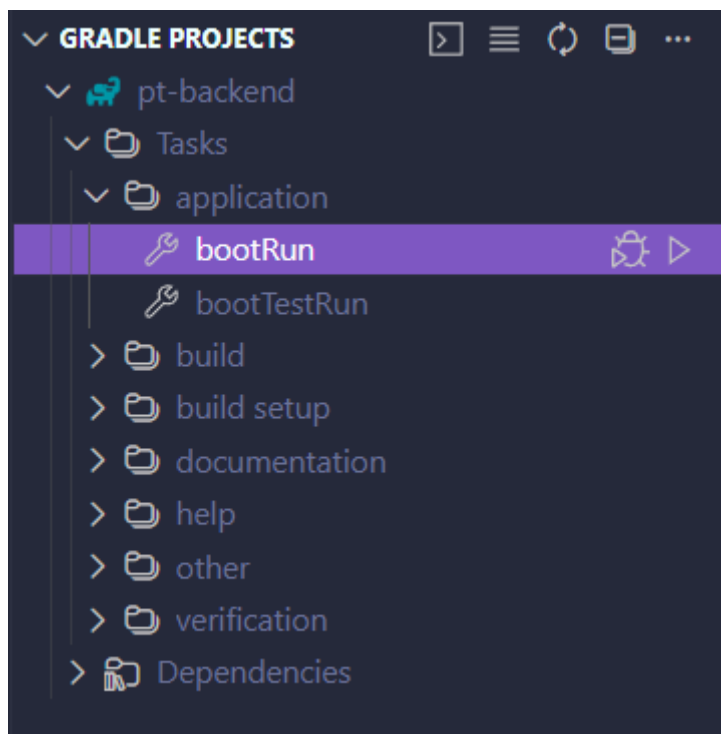 GRADLE PROJECTS
pt-backend
Tasks
application
bootRun
bootTestRun
build
build setup
documentation
help
other
verification
Dependencies